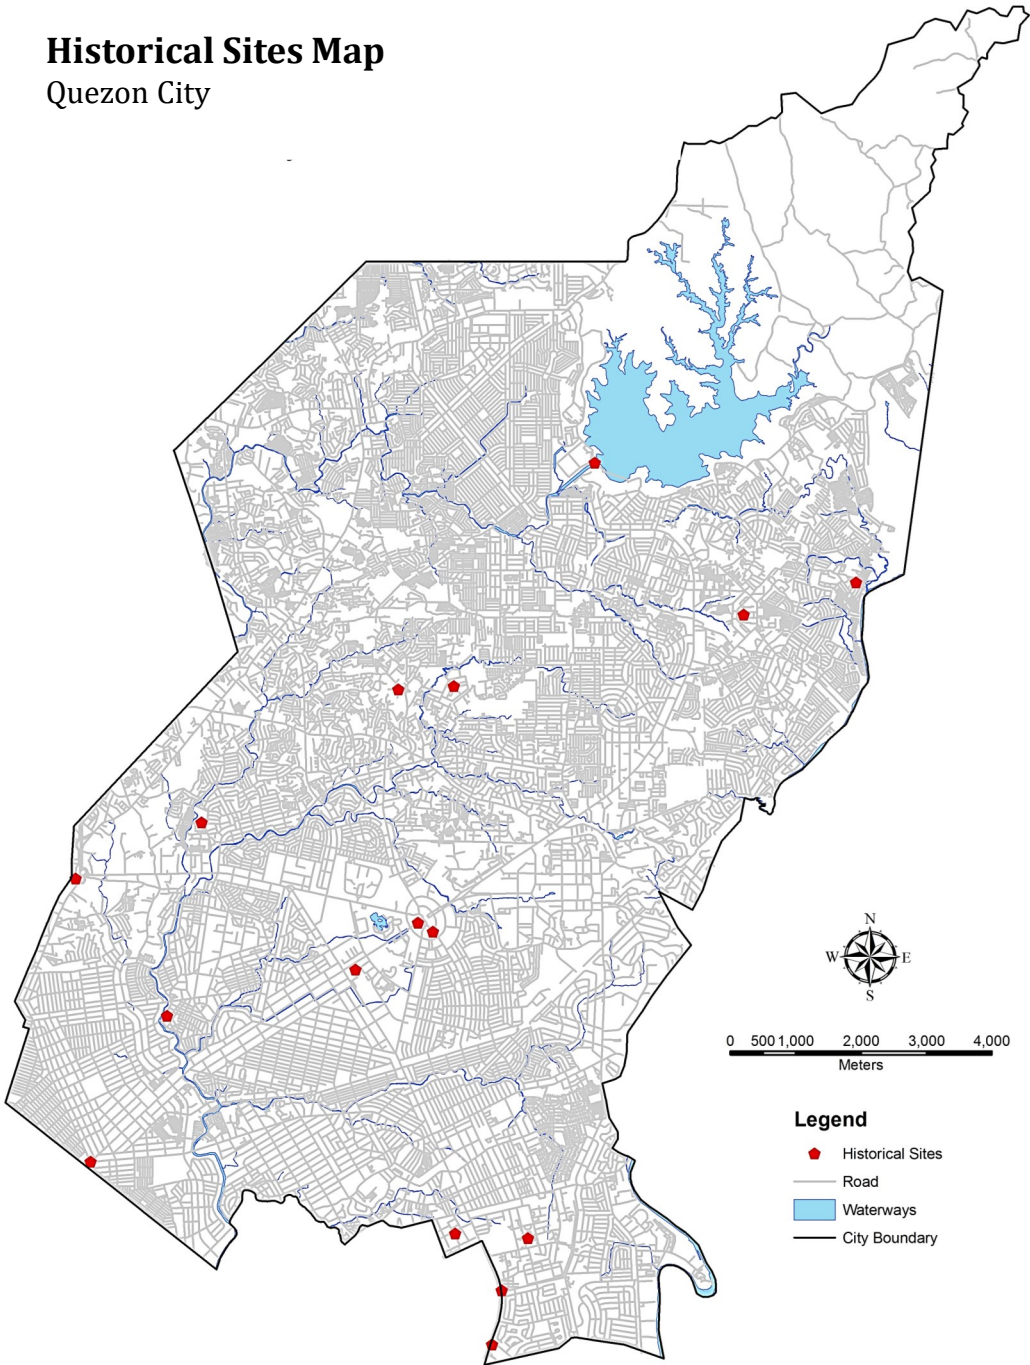 Historical Sites Map
Quezon City
N
W E
S
0 500 1,000 2,000 3,000 4,000
Meters
Legend
Historical Sites
Road
Waterways
City Boundary